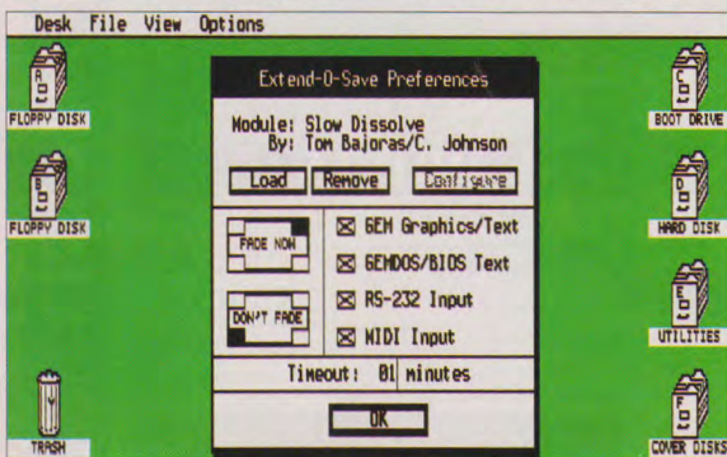 Desk File View Options
A
FLOPPY DISK
B
FLOPPY DISK
TRASH
Extend-O-Save Preferences
Module: Slow Dissolve
By: Tom Bajoras/C. Johnson
Load Remove Configure
FADE NOW
DON'T FADE
GEM Graphics/Text
GEMDOS/BIOS Text
RS-232 Input
MIDI Input
Timeout: 01 minutes
OK
C
BOOT DRIVE
D
HARD DISK
E
UTILITIES
F
COVER DISKS